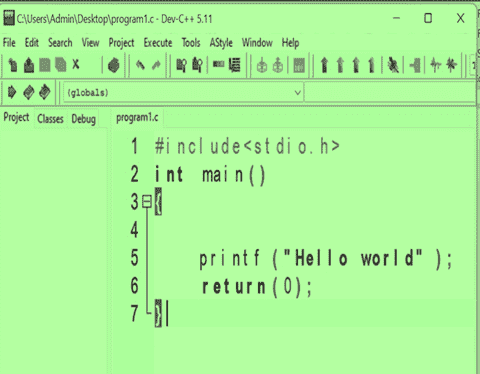 C:\Users\Admin\Desktop\program1.c - Dev-C++ 5.11
File Edit Search View Project Execute Tools AStyle Window Help
(globals)
Project Classes Debug program1.c
1 #include<stdio.h>
2 int main()
3 {
4
5 printf ("Hello world" );
6 return(0);
7 }